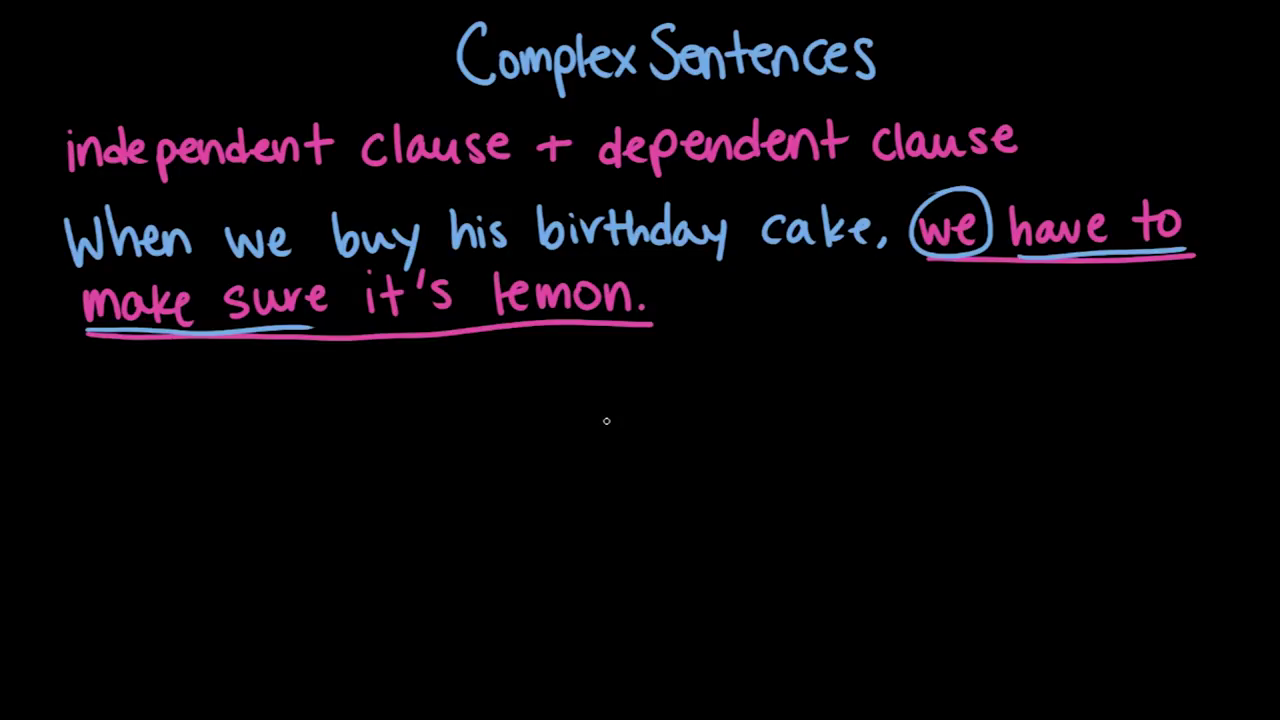 Complex Sentences
independent clause + dependent clause
When we buy his birthday cake, we have to
make sure it's lemon.